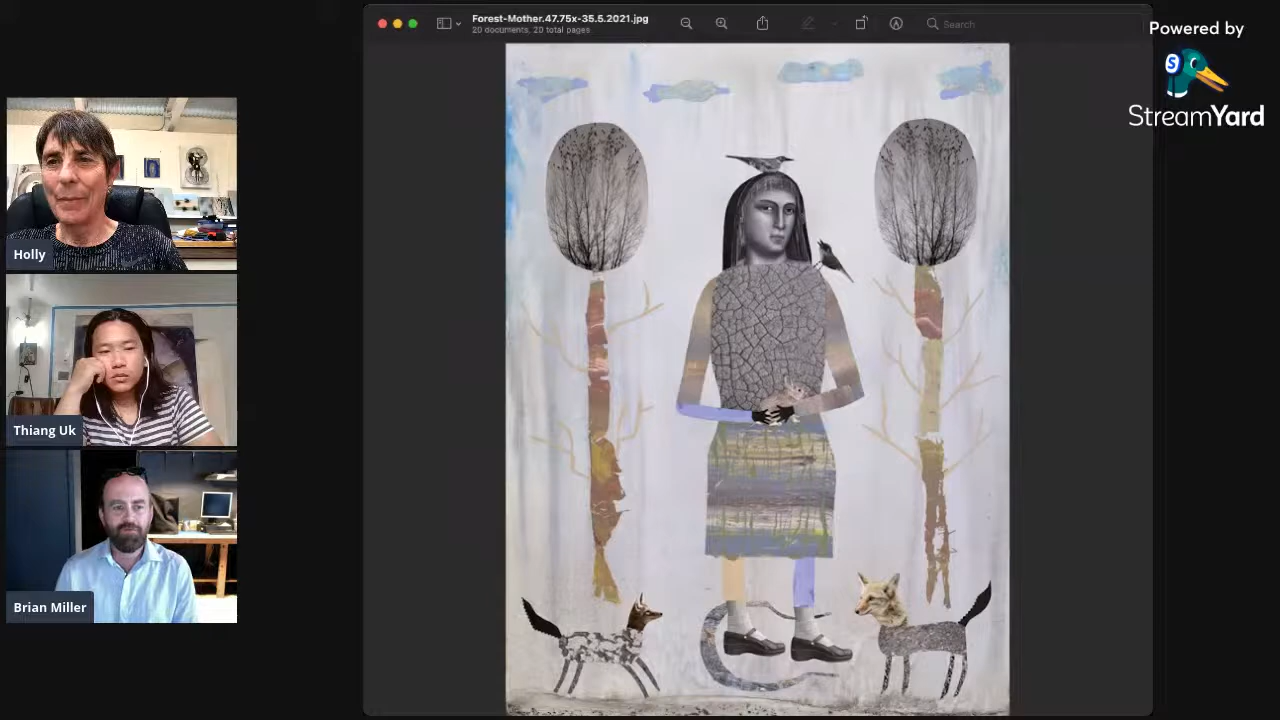 Forest-Mother.47.75x-35.5.2021.jpg
20 documents, 20 total pages
Search
Powered by
S
StreamYard
Holly
Thiang Uk
Brian Miller